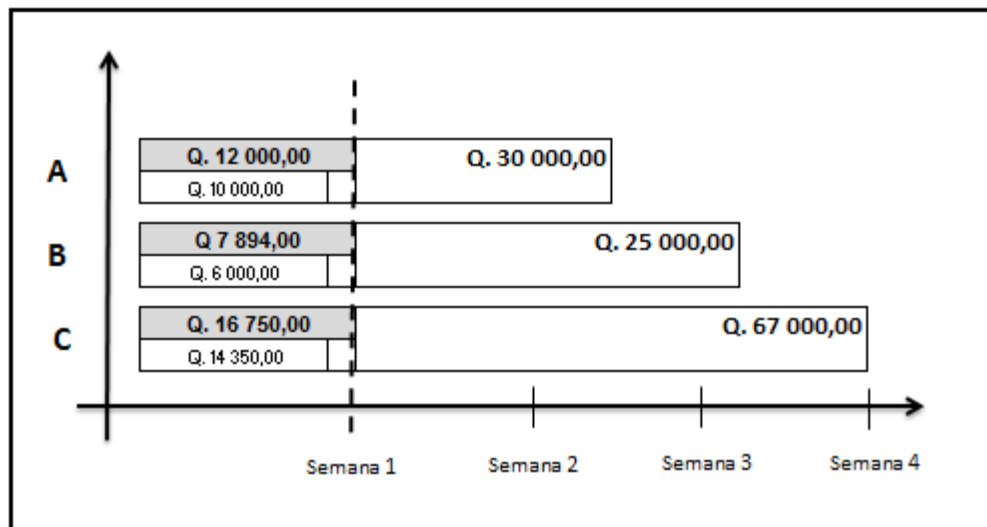 A
Q. 12 000,00
Q. 30 000,00
Q. 10 000,00
B
Q 7 894,00
Q. 25 000,00
Q. 6 000,00
C
Q. 16 750,00
Q. 67 000,00
Q. 14 350,00
Semana 1
Semana 2
Semana 3
Semana 4